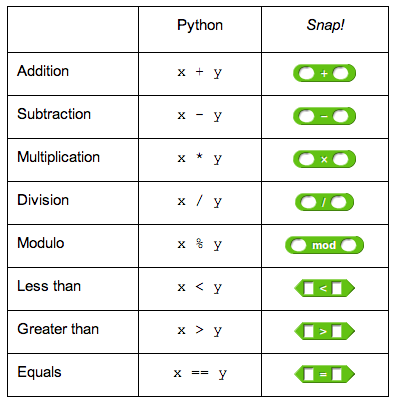 Python Snap!
Addition x + y +
Subtraction x - y -
Multiplication x * y ×
Division x / y /
Modulo x % y mod
Less than x < y <
Greater than x > y >
Equals x == y =